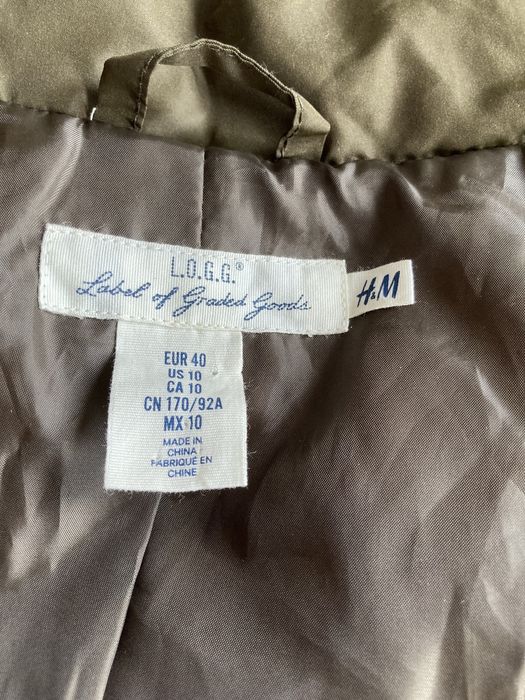 L.O.G.G.®
Label of Graded Goods
H&M
EUR 40
US 10
CA 10
CN 170/92A
MX 10
MADE IN
CHINA
FABRIQUÉ EN
CHINE